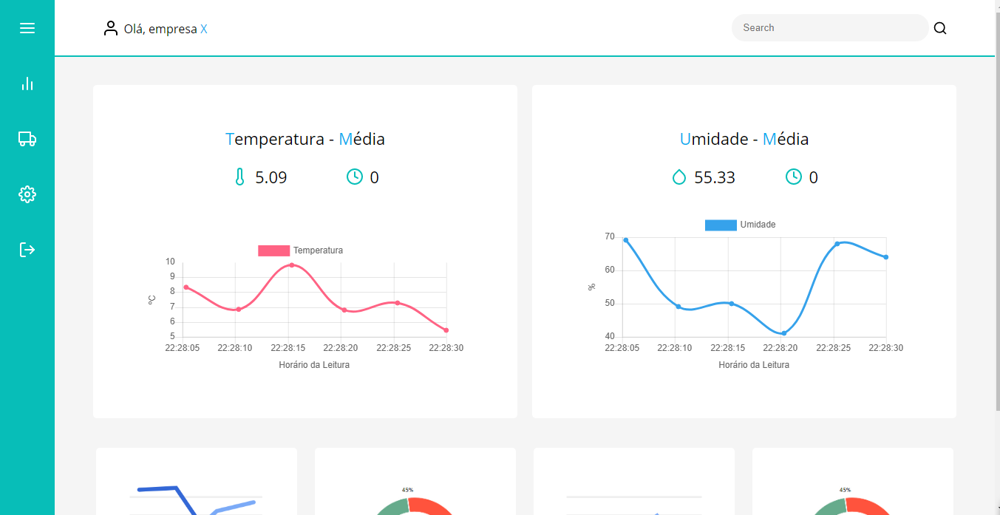 Olá, empresa X
Search
Temperatura - Média
5.09
0
Temperatura
10
9
8
7
6
5
ºC
22:28:05 22:28:10 22:28:15 22:28:20 22:28:25 22:28:30
Horário da Leitura
Umidade - Média
55.33
0
Umidade
70
60
50
40
%
22:28:05 22:28:10 22:28:15 22:28:20 22:28:25 22:28:30
Horário da Leitura
45%
45%